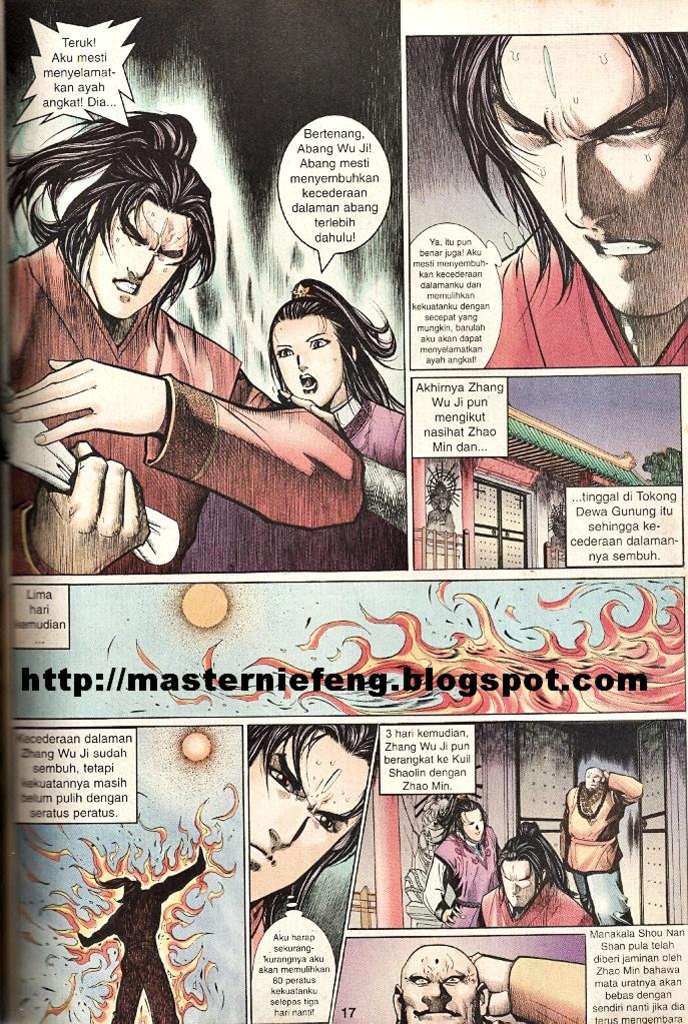 Teruk!
Aku mesti
menyelamat-
kan ayah
angkat! Dia...
Bertenang,
Abang Wu Ji!
Abang mesti
menyembuhkan
kecederaan
dalaman abang
terlebih
dahulu!
Ya, itu pun
benar juga! Aku
mesti menyembuh-
kan kecederaan
dalamanku dan
memulihkan
kekuatanku dengan
secepat yang
mungkin, barulah
aku akan dapat
menyelamatkan
ayah angkat!
Akhirnya Zhang
Wu Ji pun
mengikut
nasihat Zhao
Min dan...
...tinggal di Tokong
Dewa Gunung itu
sehingga ke-
cederaan dalaman-
nya sembuh.
Lima
hari
kemudian
...
http://masterniefeng.blogspot.com
Kecederaan dalaman
Zhang Wu Ji sudah
sembuh, tetapi
kekuatannya masih
belum pulih dengan
seratus peratus.
Aku harap
sekurang-
kurangnya aku
akan memulihkan
60 peratus
kekuatanku
selepas tiga
hari nanti!
3 hari kemudian,
Zhang Wu Ji pun
berangkat ke Kuil
Shaolin dengan
Zhao Min.
Manakala Shou Nan
Shan pula telah
diberi jaminan oleh
Zhao Min bahawa
mata uratnya akan
bebas dengan
sendiri nanti jika dia
terus mengembara
17